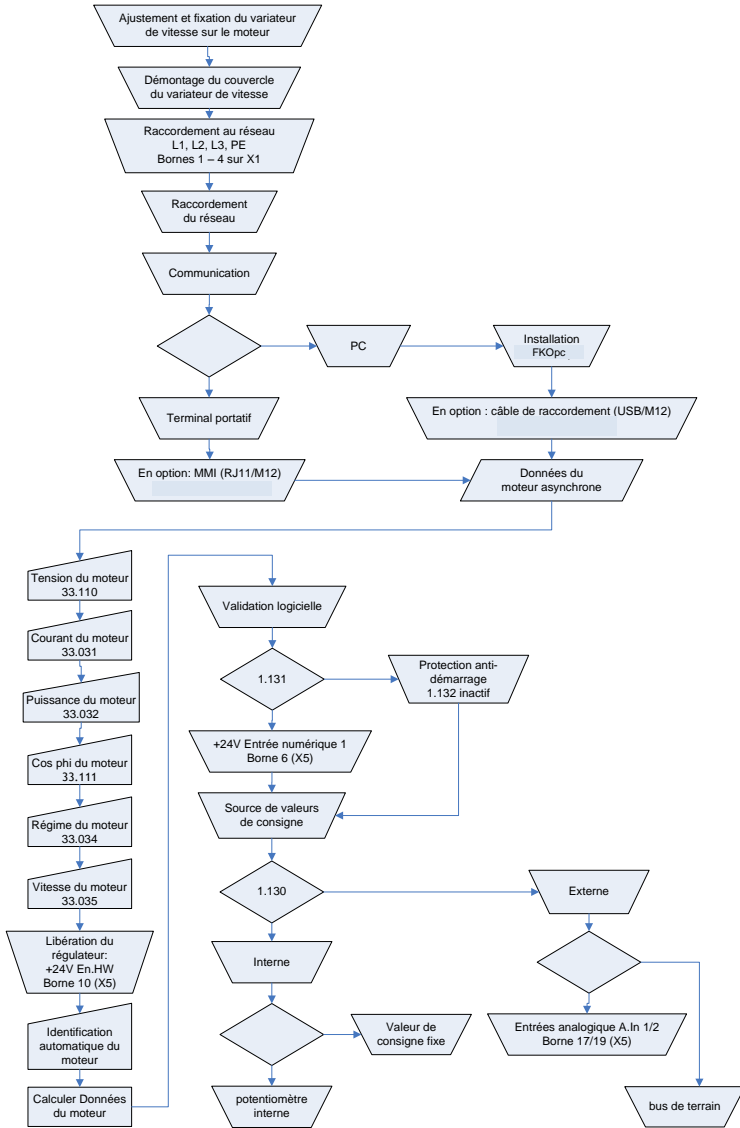 Ajustement et fixation du variateur
de vitesse sur le moteur
Démontage du couvercle
du variateur de vitesse
Raccordement au réseau
L1, L2, L3, PE
Bornes 1 – 4 sur X1
Raccordement
du réseau
Communication
PC
Installation
FKOpc
Terminal portatif
En option : câble de raccordement (USB/M12)
En option: MMI (RJ11/M12)
Données du
moteur asynchrone
Tension du moteur
33.110
Courant du moteur
33.031
Puissance du moteur
33.032
Cos phi du moteur
33.111
Régime du moteur
33.034
Vitesse du moteur
33.035
Libération du
régulateur:
+24V En.HW
Borne 10 (X5)
Identification
automatique du
moteur
Calculer Données
du moteur
Validation logicielle
1.131
Protection anti-
démarrage
1.132 inactif
+24V Entrée numérique 1
Borne 6 (X5)
Source de valeurs
de consigne
1.130
Externe
Interne
Valeur de
consigne fixe
Entrées analogique A.In 1/2
Borne 17/19 (X5)
potentiomètre
interne
bus de terrain